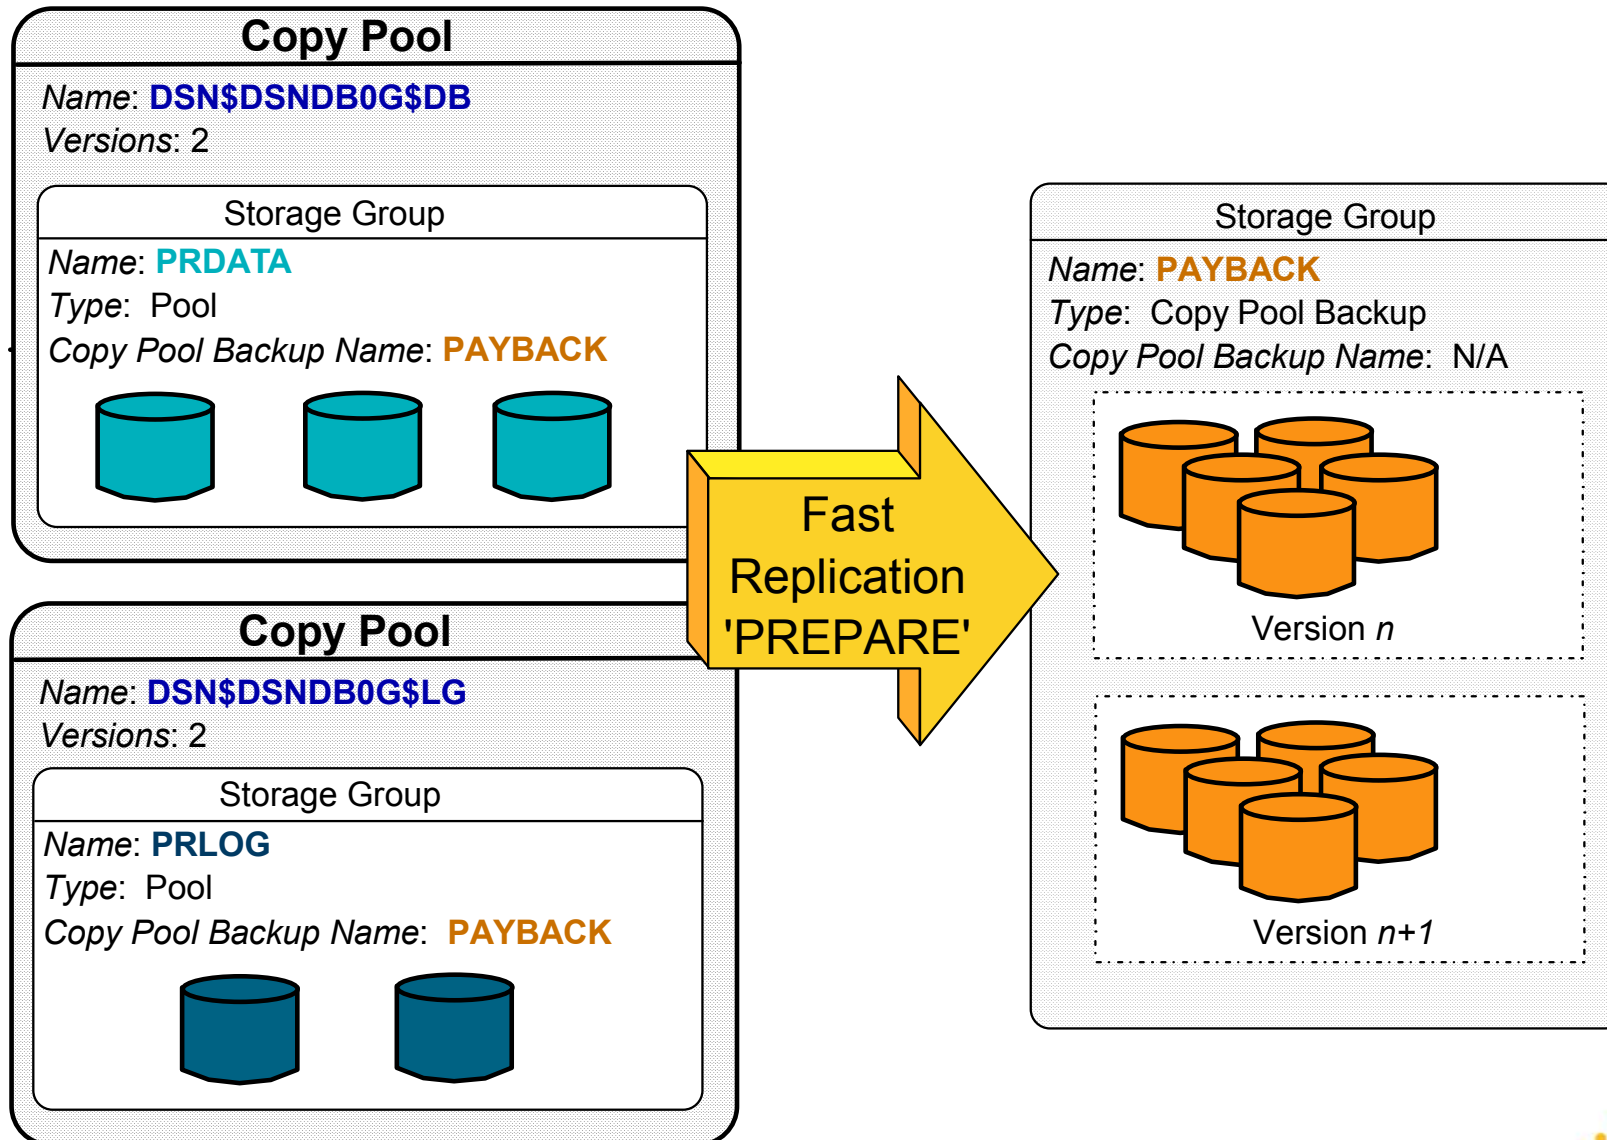 Copy Pool
Name: DSN$DSNDB0G$DB
Versions: 2
Storage Group
Name: PRDATA
Type: Pool
Copy Pool Backup Name: PAYBACK
Copy Pool
Name: DSN$DSNDB0G$LG
Versions: 2
Storage Group
Name: PRLOG
Type: Pool
Copy Pool Backup Name: PAYBACK
Fast
Replication
'PREPARE'
Storage Group
Name: PAYBACK
Type: Copy Pool Backup
Copy Pool Backup Name: N/A
Version n
Version n+1